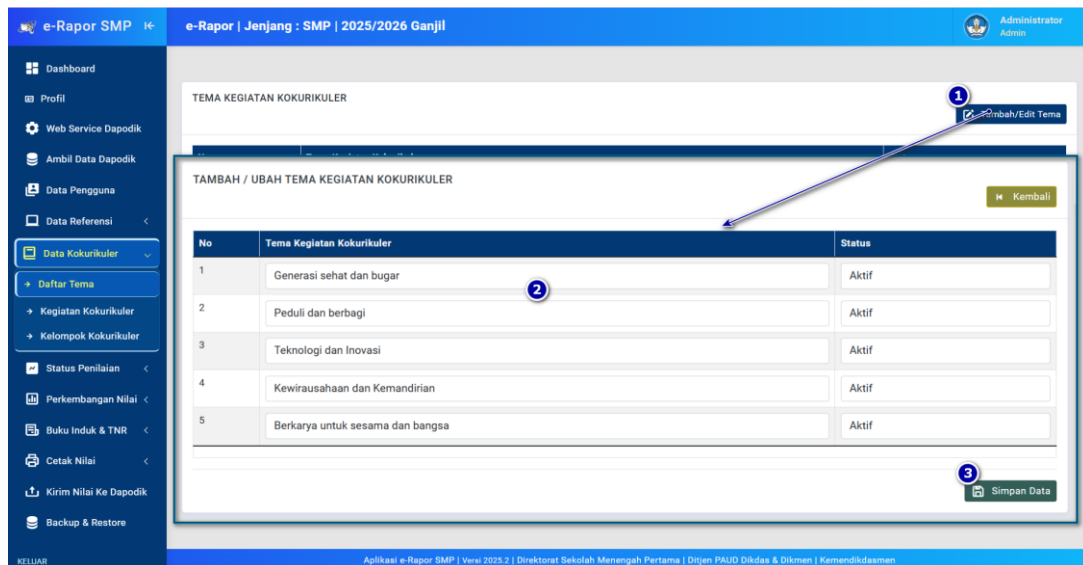 e-Rapor SMP
e-Rapor | Jenjang : SMP | 2025/2026 Ganjil
Administrator
Admin
Dashboard
Profil
Web Service Dapodik
Ambil Data Dapodik
Data Pengguna
Data Referensi
Data Kokurikuler
Daftar Tema
Kegiatan Kokurikuler
Kelompok Kokurikuler
Status Penilaian
Perkembangan Nilai
Buku Induk & TNR
Cetak Nilai
Kirim Nilai Ke Dapodik
Backup & Restore
KELUAR
TEMA KEGIATAN KOKURIKULER
1
Tambah/Edit Tema
TAMBAH / UBAH TEMA KEGIATAN KOKURIKULER
Kembali
No Tema Kegiatan Kokurikuler Status
1 Generasi sehat dan bugar Aktif
2
2 Peduli dan berbagi Aktif
3 Teknologi dan Inovasi Aktif
4 Kewirausahaan dan Kemandirian Aktif
5 Berkarya untuk sesama dan bangsa Aktif
3
Simpan Data
Aplikasi e-Rapor SMP | Versi 2025.2 | Direktorat Sekolah Menengah Pertama | Ditjen PAUD Dikdas & Dikmen | Kemendikdasmen